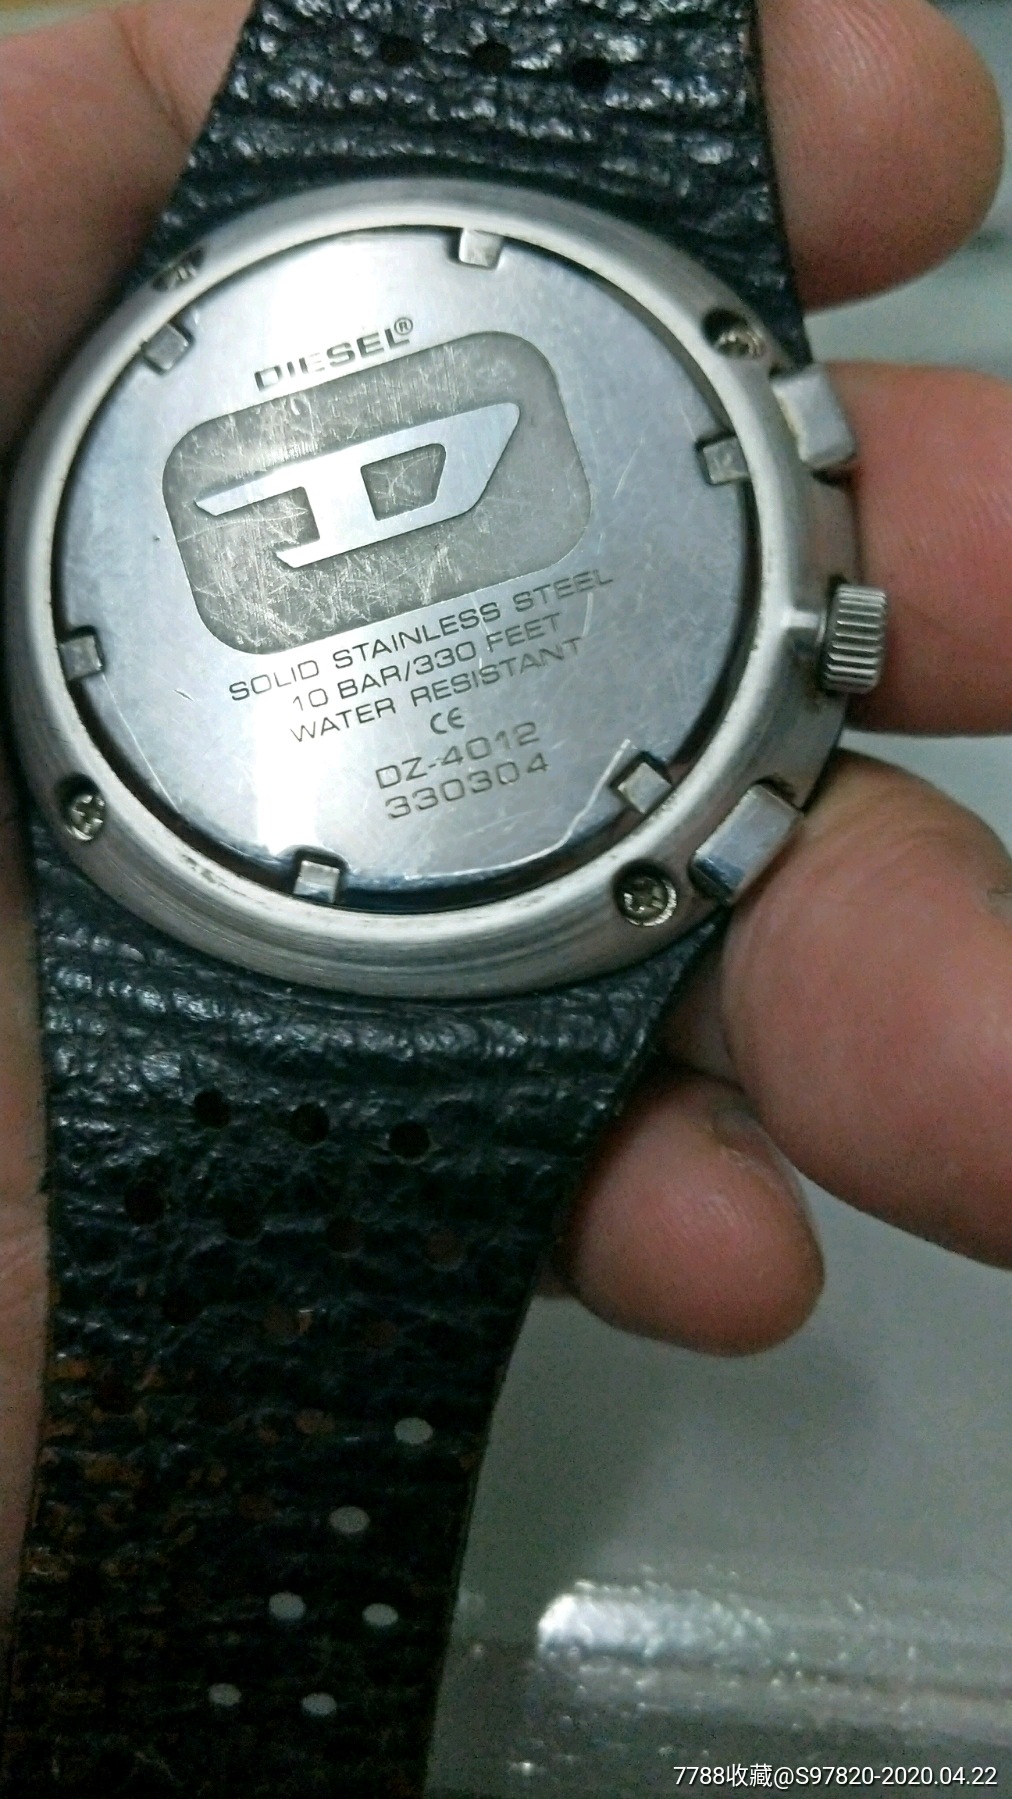 DIESEL®
D
SOLID STAINLESS STEEL
10 BAR/330 FEET
WATER RESISTANT
CE
DZ-4012
330304
7788收藏@S97820-2020.04.22